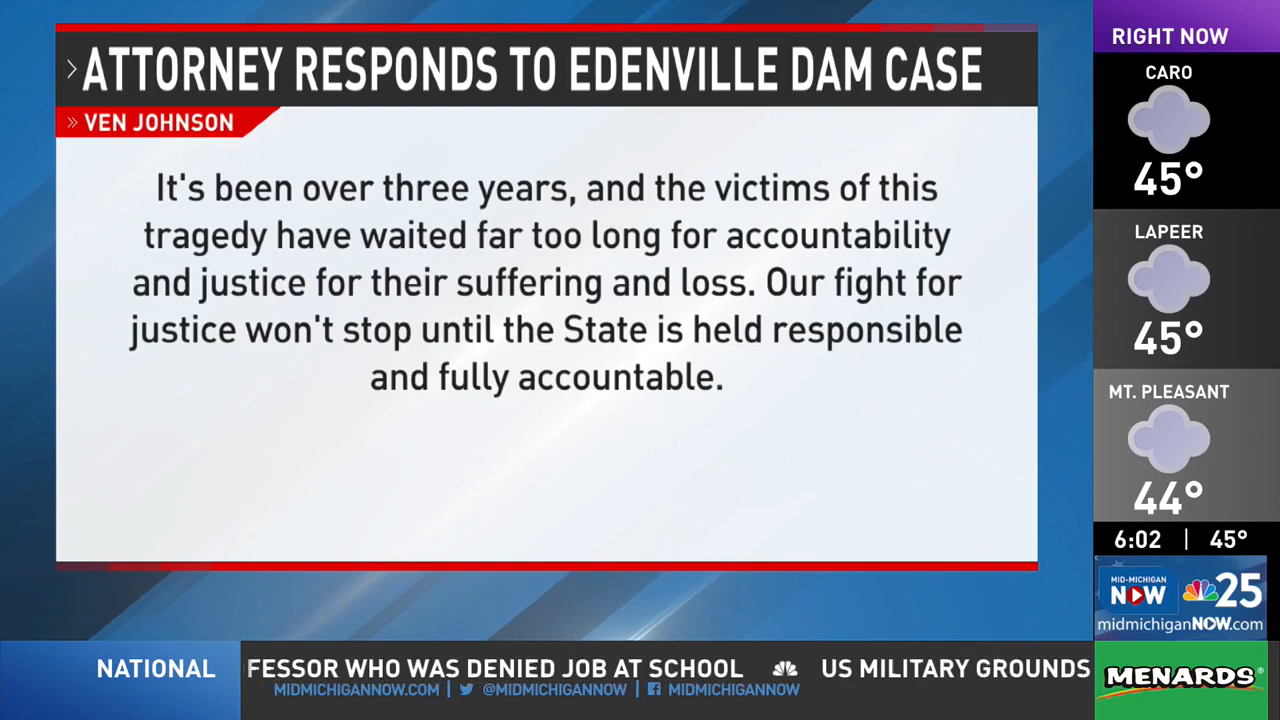 ATTORNEY RESPONDS TO EDENVILLE DAM CASE
VEN JOHNSON
It's been over three years, and the victims of this
tragedy have waited far too long for accountability
and justice for their suffering and loss. Our fight for
justice won't stop until the State is held responsible
and fully accountable.
RIGHT NOW
CARO
45°
LAPEER
45°
MT. PLEASANT
44°
6:02 | 45°
MID-MICHIGAN
NOW
25
midmichiganNOW.com
NATIONAL
FESSOR WHO WAS DENIED JOB AT SCHOOL US MILITARY GROUNDS
MIDMICHIGANNOW.COM | @MIDMICHIGANNOW | MIDMICHIGANNOW
MENARDS®